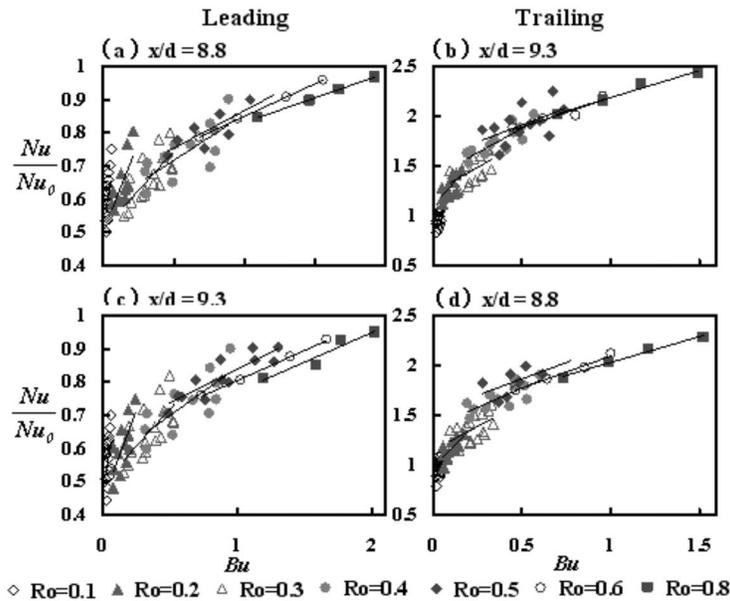 Leading Trailing
(a) x/d = 8.8 (b) x/d = 9.3
1 2.5
0.9
0.8 2
Nu/Nu0 0.7 1.5
0.6
0.5 1
0.4 0.5
(c) x/d = 9.3 (d) x/d = 8.8
1 2.5
0.9
0.8 2
Nu/Nu0 0.7 1.5
0.6
0.5 1
0.4 0.5
0 1 Bu 2 0 0.5 Bu 1 1.5
Ro=0.1 Ro=0.2 Ro=0.3 Ro=0.4 Ro=0.5 Ro=0.6 Ro=0.8